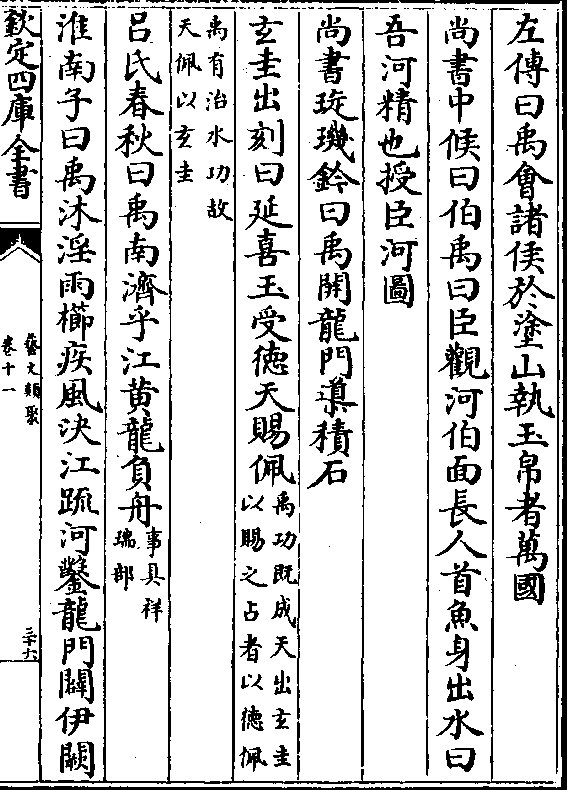 左傳曰禹會諸侯於塗山執玉帛者萬國
尚書中候曰伯禹曰臣觀河伯面長人首魚身出水曰
吾河精也授臣河圖
尚書琁璣鈐曰禹開龍門導積石
玄圭出刻曰延喜玉受徳天賜佩禹功既成天出玄圭
以賜之占者以徳佩
禹有治水功故
天佩以玄圭
吕氏春秋曰禹南濟乎江黄龍負舟事具祥
瑞部
淮南子曰禹沐淫雨櫛疾風決江疏河鑿龍門闢伊闕
欽定四庫全書
藝文類聚
卷十一
三十六